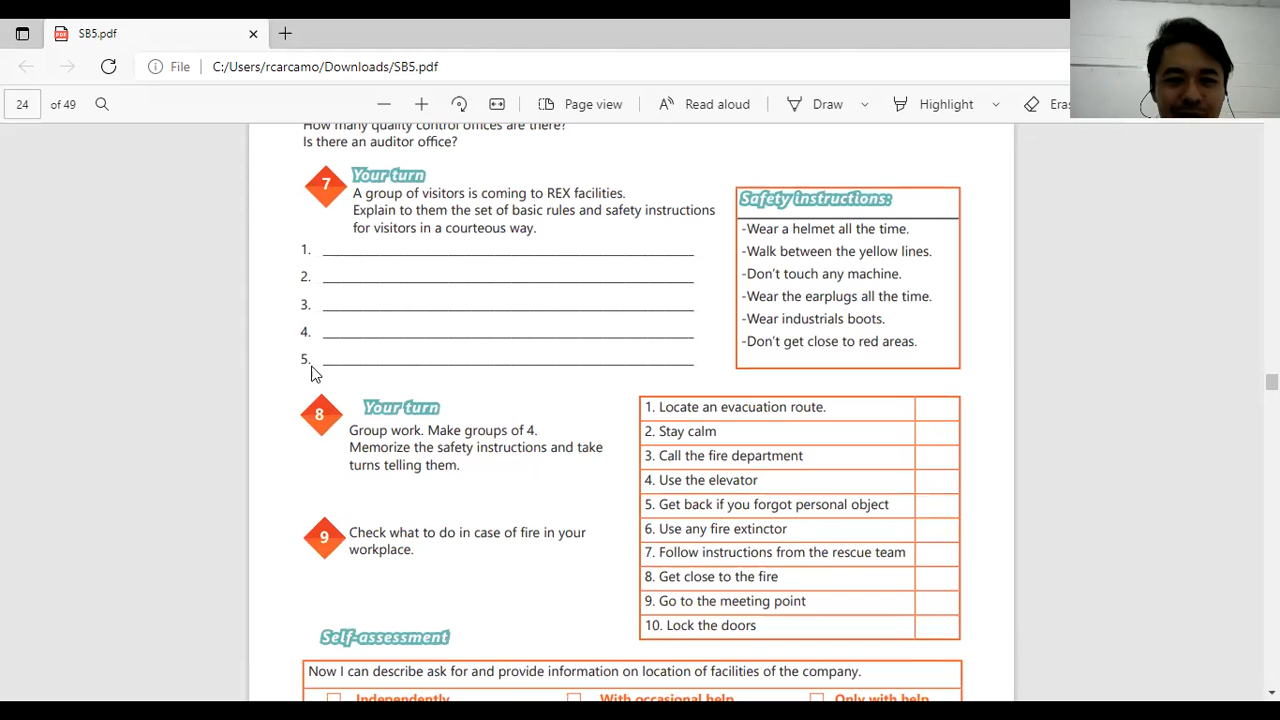 SB5.pdf
File C:/Users/rcarcamo/Downloads/SB5.pdf
24 of 49 Page view Read aloud Draw Highlight Eras
How many quality control offices are there?
Is there an auditor office?
7 Your turn
A group of visitors is coming to REX facilities.
Explain to them the set of basic rules and safety instructions
for visitors in a courteous way.
1.
2.
3.
4.
5.
Safety instructions:
-Wear a helmet all the time.
-Walk between the yellow lines.
-Don't touch any machine.
-Wear the earplugs all the time.
-Wear industrials boots.
-Don't get close to red areas.
8 Your turn
Group work. Make groups of 4.
Memorize the safety instructions and take
turns telling them.
9 Check what to do in case of fire in your
workplace.
1. Locate an evacuation route.
2. Stay calm
3. Call the fire department
4. Use the elevator
5. Get back if you forgot personal object
6. Use any fire extinctor
7. Follow instructions from the rescue team
8. Get close to the fire
9. Go to the meeting point
10. Lock the doors
Self-assessment
Now I can describe ask for and provide information on location of facilities of the company.
Independently With occasional help Only with help